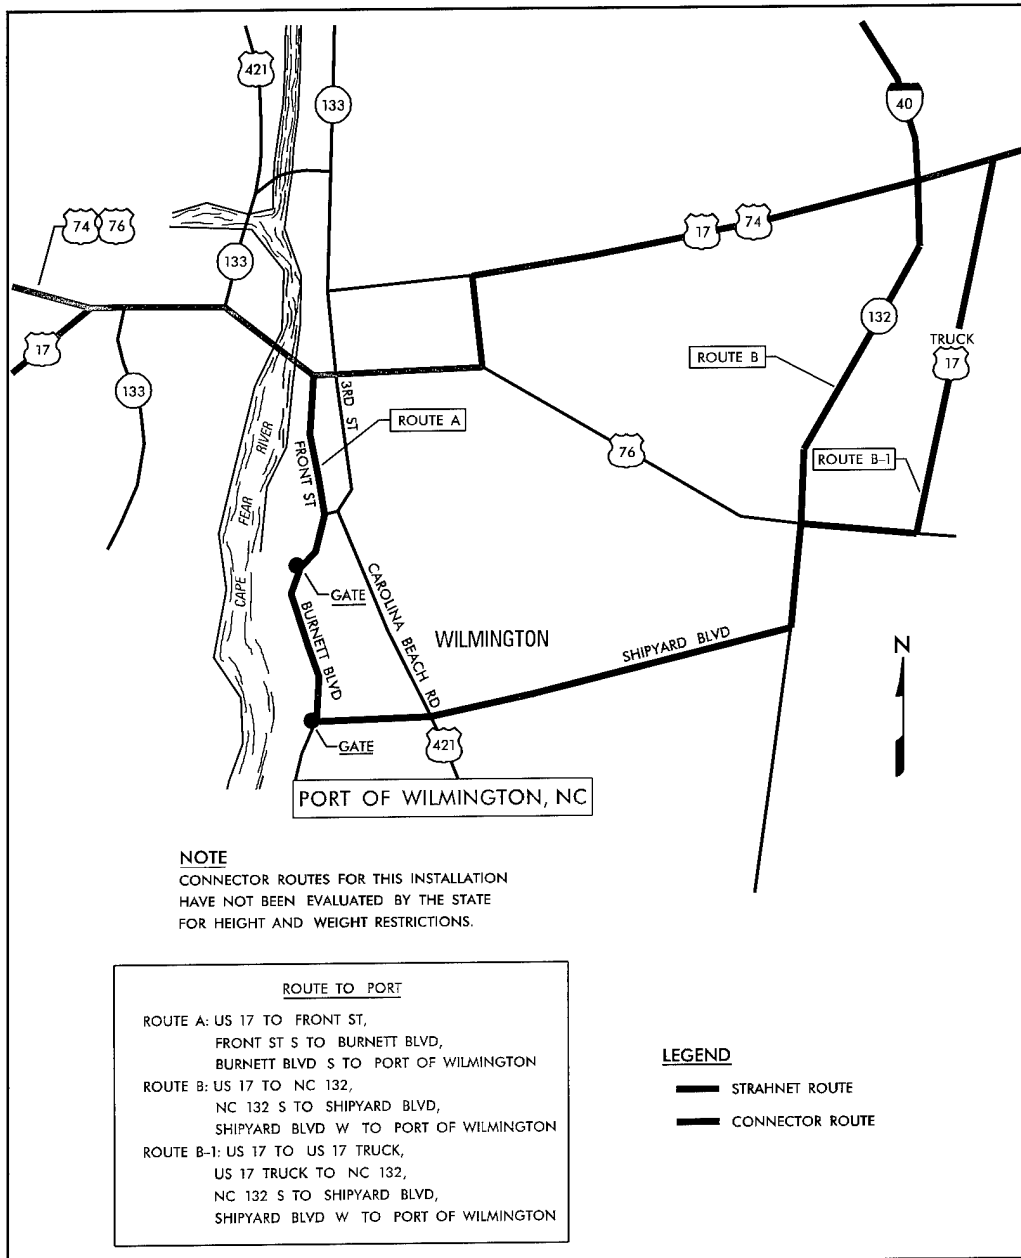 421
133
40
74 76
17 74
133
132
17
TRUCK
17
ROUTE B
133
3RD ST
ROUTE A
76
ROUTE B-1
FRONT ST
CAPE FEAR RIVER
GATE
CAROLINA BEACH RD
BURNETT BLVD
WILMINGTON
SHIPYARD BLVD
N
GATE
421
PORT OF WILMINGTON, NC
NOTE
CONNECTOR ROUTES FOR THIS INSTALLATION
HAVE NOT BEEN EVALUATED BY THE STATE
FOR HEIGHT AND WEIGHT RESTRICTIONS.
ROUTE TO PORT
ROUTE A: US 17 TO FRONT ST,
FRONT ST S TO BURNETT BLVD,
BURNETT BLVD S TO PORT OF WILMINGTON
ROUTE B: US 17 TO NC 132,
NC 132 S TO SHIPYARD BLVD,
SHIPYARD BLVD W TO PORT OF WILMINGTON
ROUTE B-1: US 17 TO US 17 TRUCK,
US 17 TRUCK TO NC 132,
NC 132 S TO SHIPYARD BLVD,
SHIPYARD BLVD W TO PORT OF WILMINGTON
LEGEND
STRAHNET ROUTE
CONNECTOR ROUTE